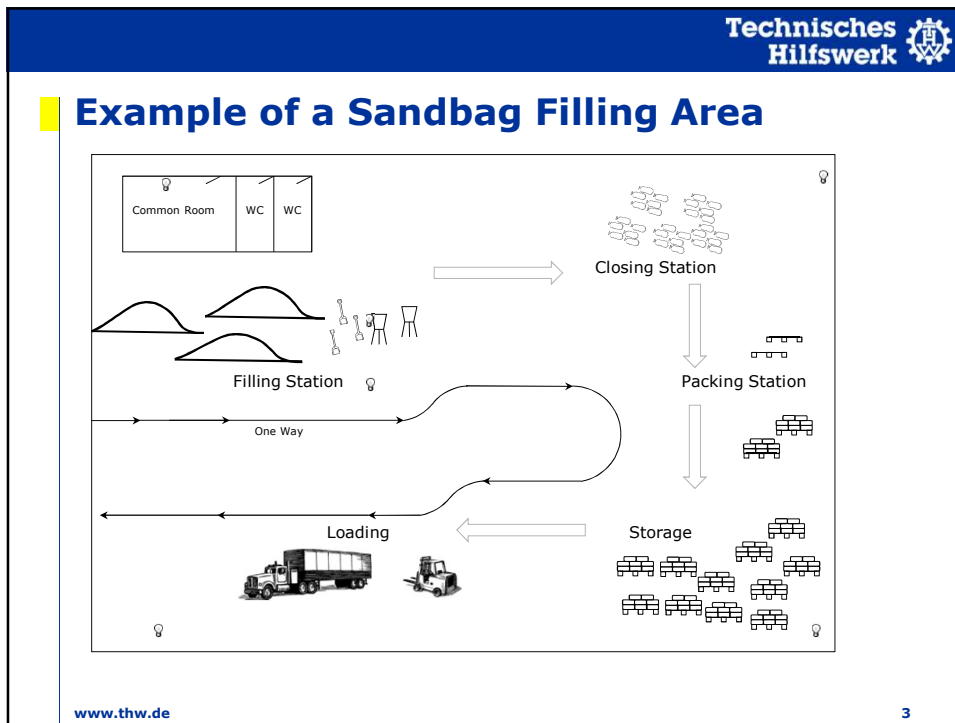 Technisches
Hilfswerk
Example of a Sandbag Filling Area
Common Room
WC
WC
Closing Station
Filling Station
Packing Station
One Way
Loading
Storage
www.thw.de
3